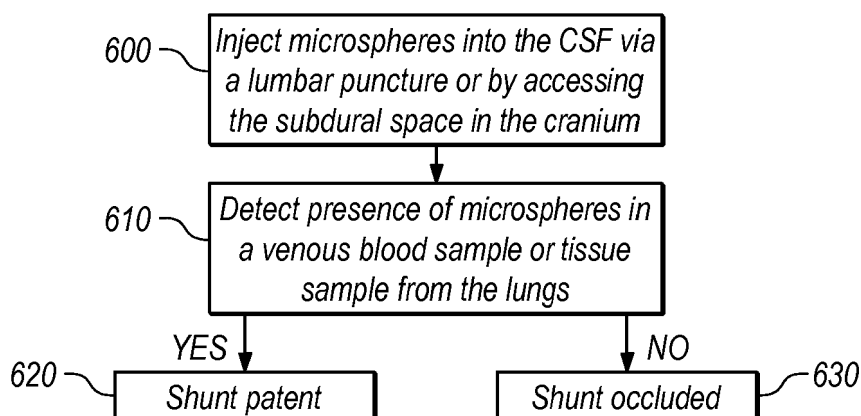 600
Inject microspheres into the CSF via
a lumbar puncture or by accessing
the subdural space in the cranium
610
Detect presence of microspheres in
a venous blood sample or tissue
sample from the lungs
YES
NO
620
Shunt patent
Shunt occluded
630